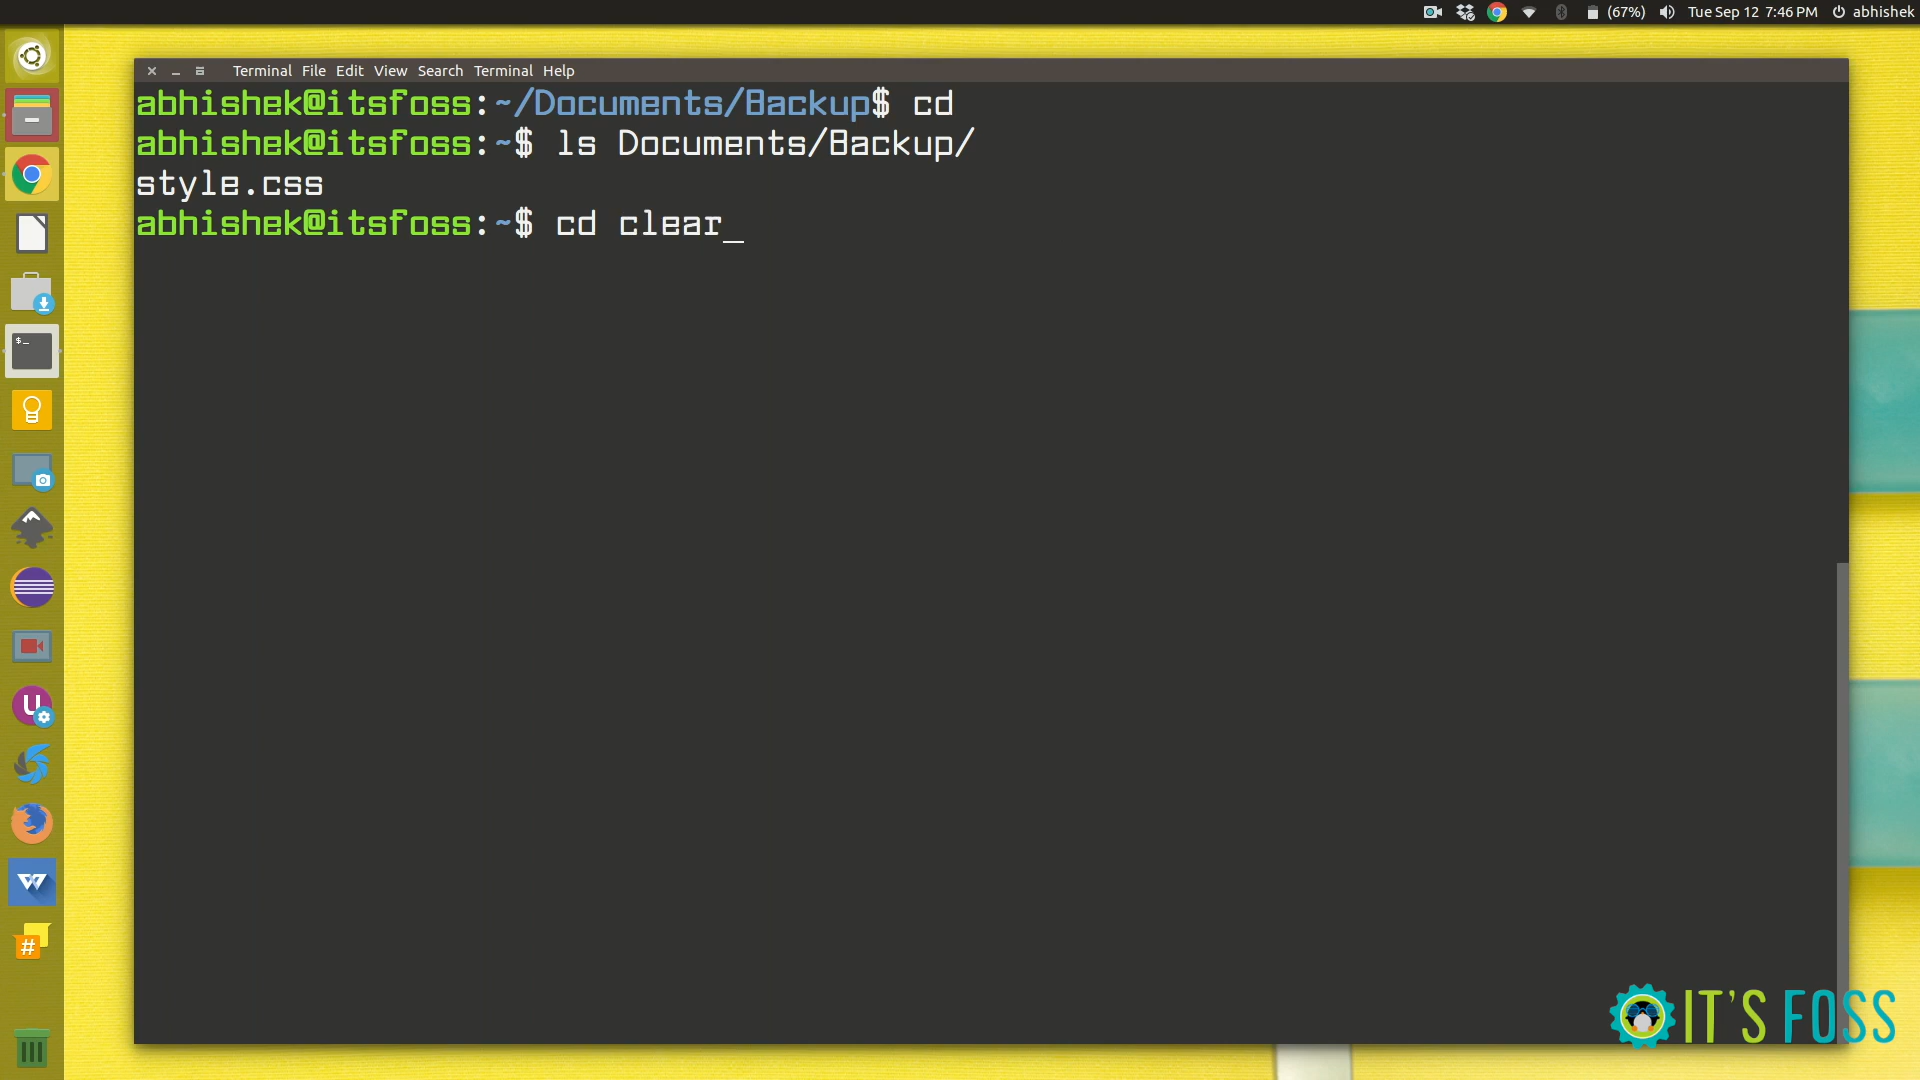 (67%) Tue Sep 12 7:46 PM abhishek
Terminal File Edit View Search Terminal Help
abhishek@itsfoss:~/Documents/Backup$ cd
abhishek@itsfoss:~$ ls Documents/Backup/
style.css
abhishek@itsfoss:~$ cd clear_
$_
U
W
#
IT'S FOSS